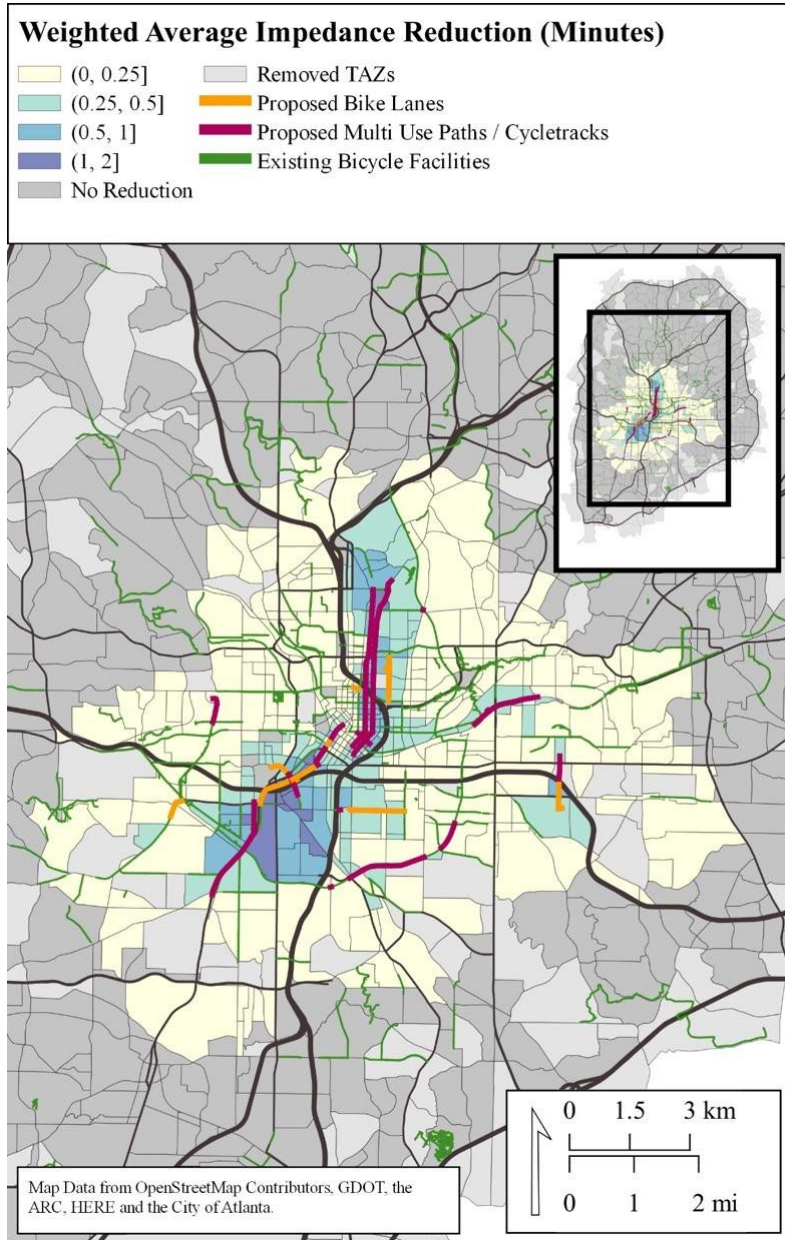 Weighted Average Impedance Reduction (Minutes)
(0, 0.25]
(0.25, 0.5]
(0.5, 1]
(1, 2]
No Reduction
Removed TAZs
Proposed Bike Lanes
Proposed Multi Use Paths / Cycletracks
Existing Bicycle Facilities
0 1.5 3 km
0 1 2 mi
Map Data from OpenStreetMap Contributors, GDOT, the
ARC, HERE and the City of Atlanta.